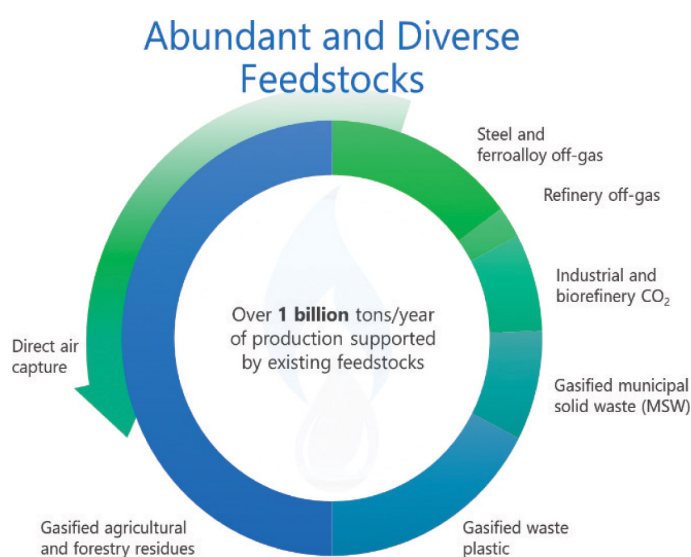 Abundant and Diverse
Feedstocks
Steel and
ferroalloy off-gas
Refinery off-gas
Industrial and
biorefinery CO₂
Over 1 billion tons/year
of production supported
by existing feedstocks
Direct air
capture
Gasified municipal
solid waste (MSW)
Gasified agricultural
and forestry residues
Gasified waste
plastic